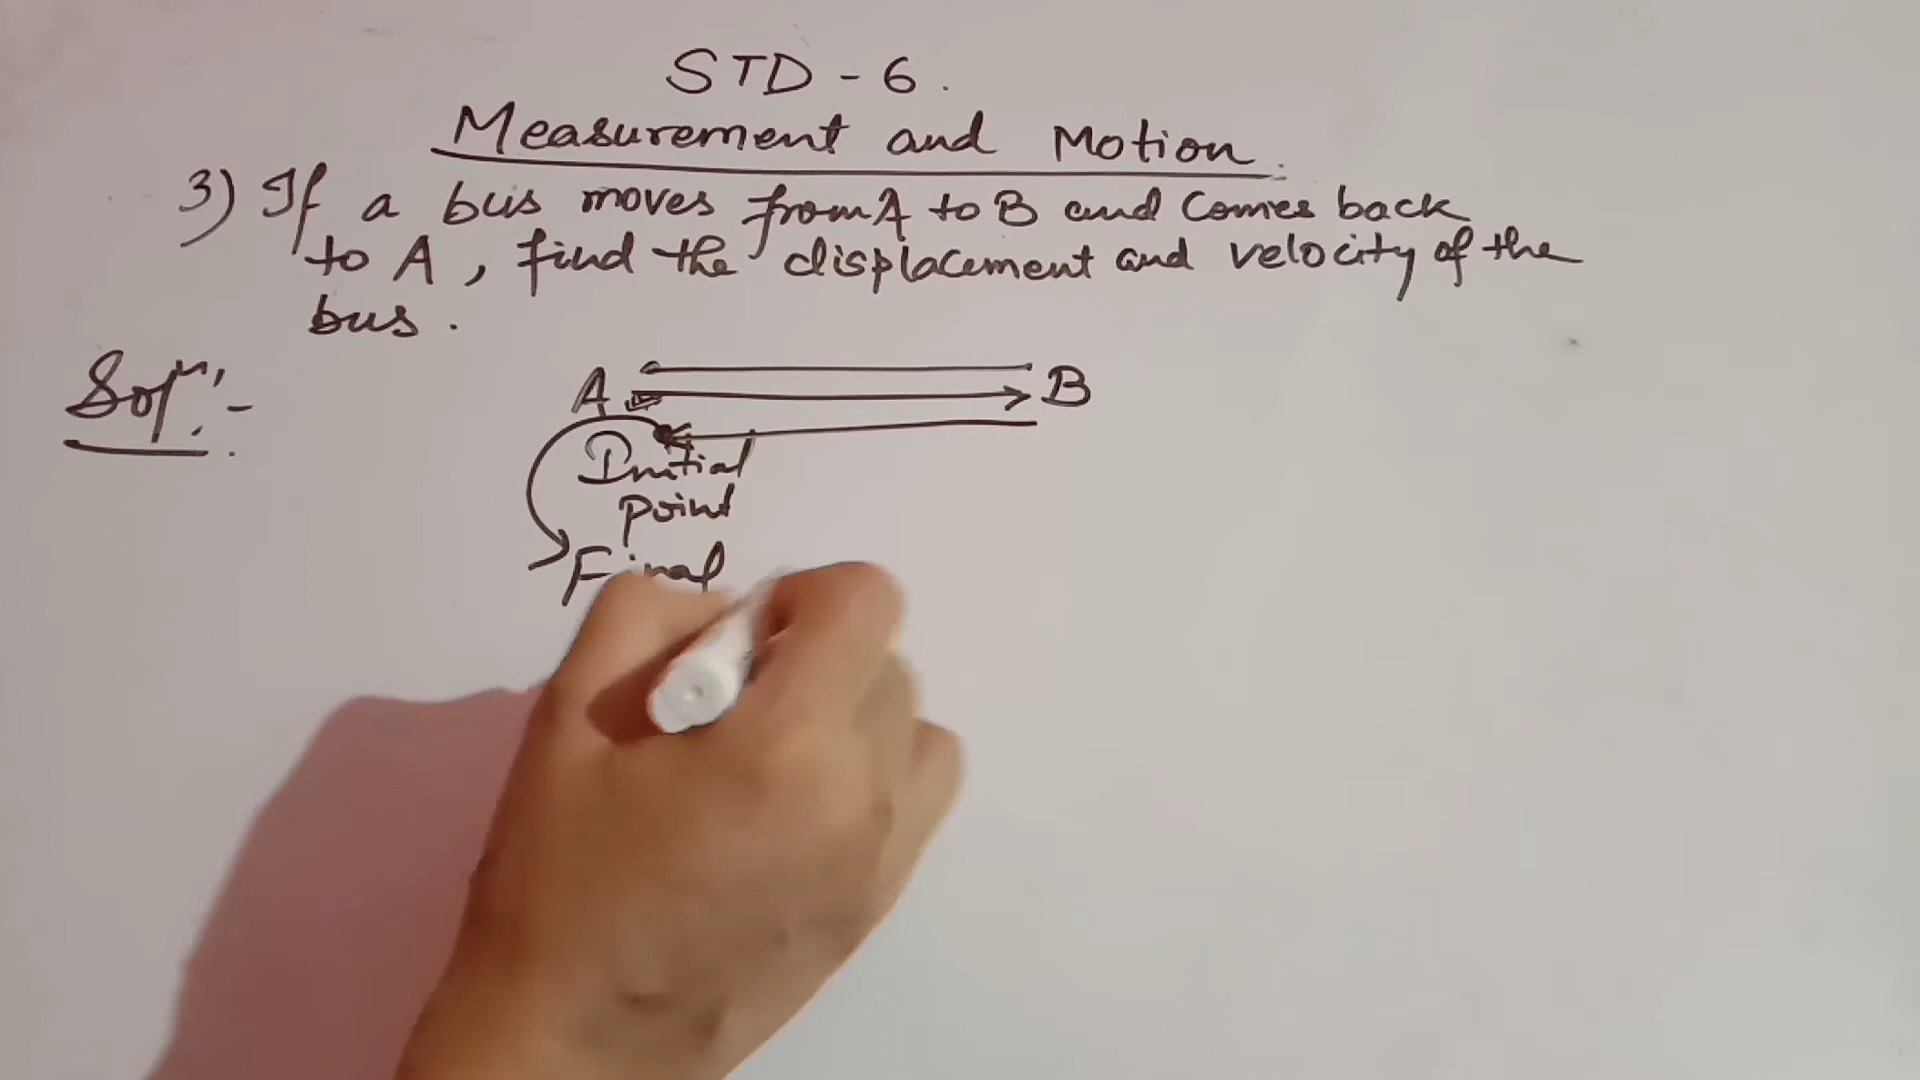 STD - 6.
Measurement and Motion.
3) If a bus moves from A to B and comes back
to A, find the displacement and velocity of the
bus.
Solⁿ:-
A B
Initial
point
Final